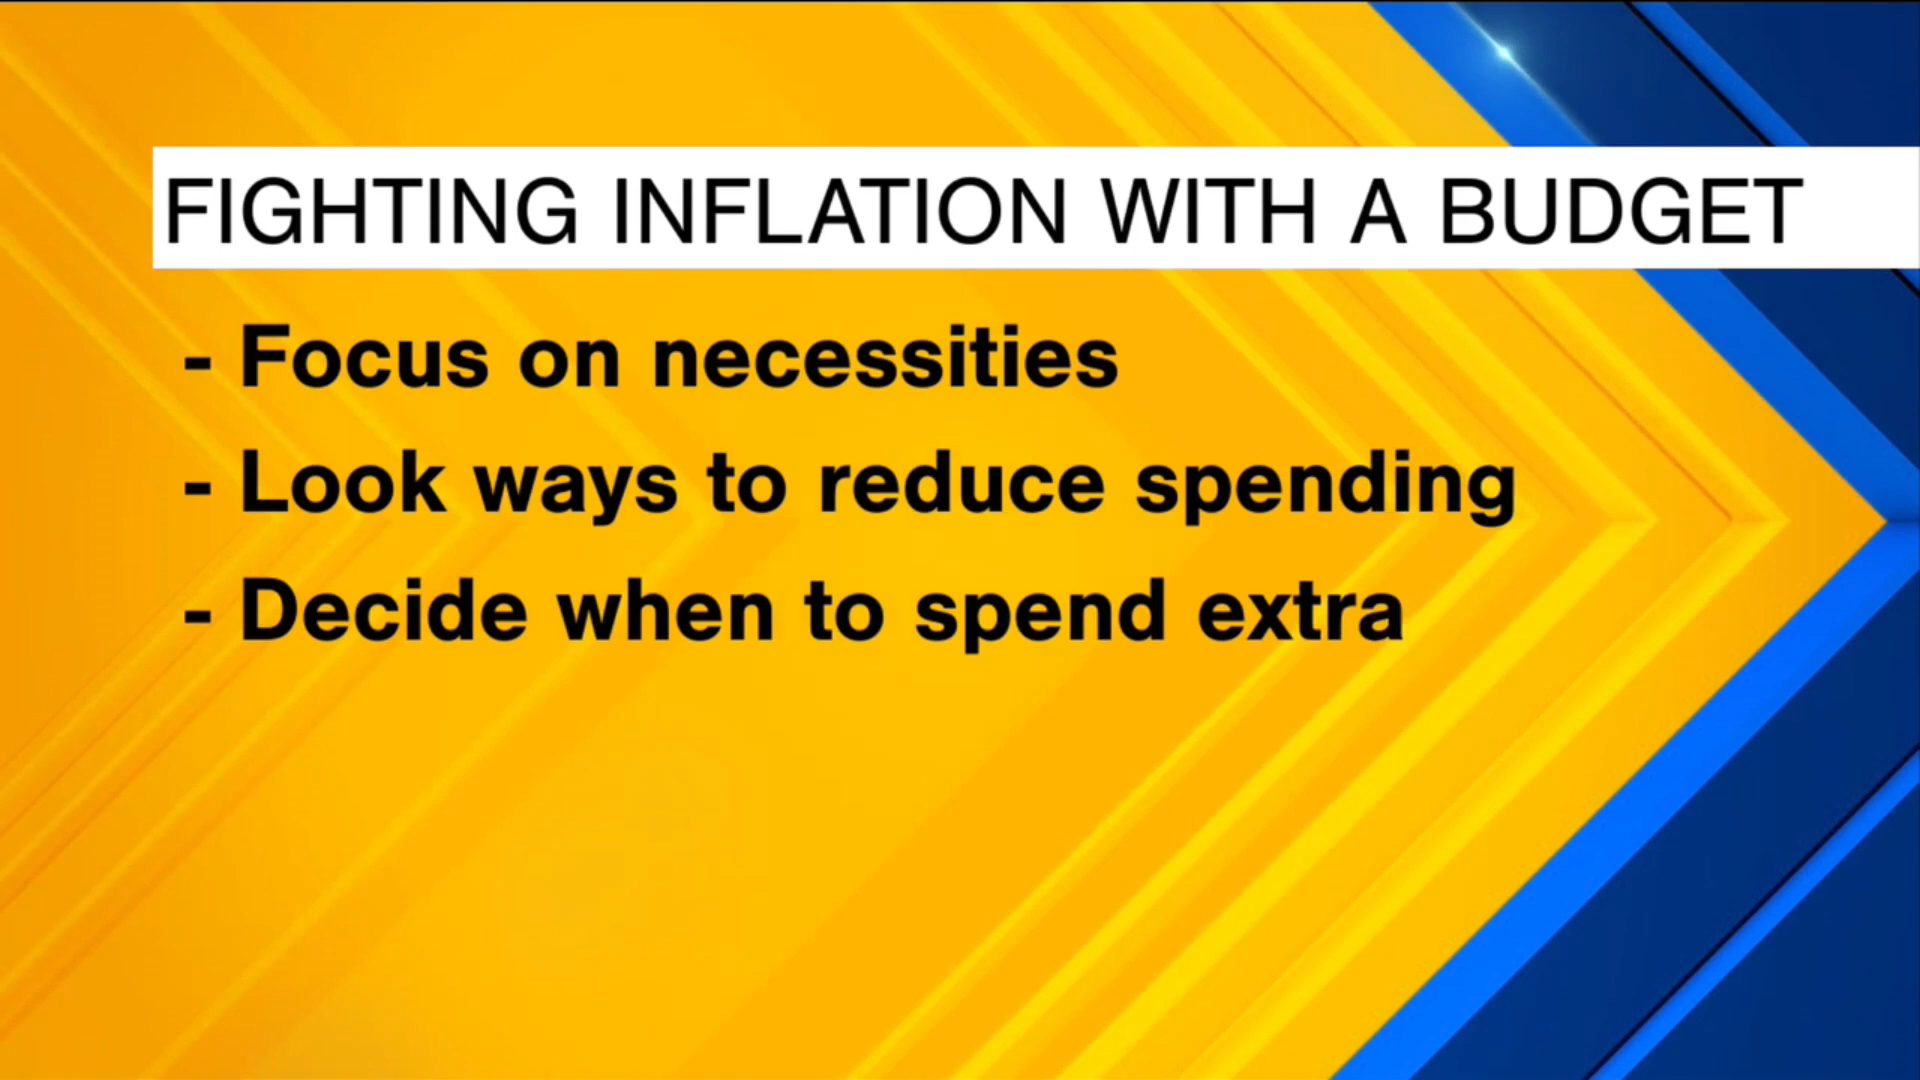 FIGHTING INFLATION WITH A BUDGET
- Focus on necessities
- Look ways to reduce spending
- Decide when to spend extra